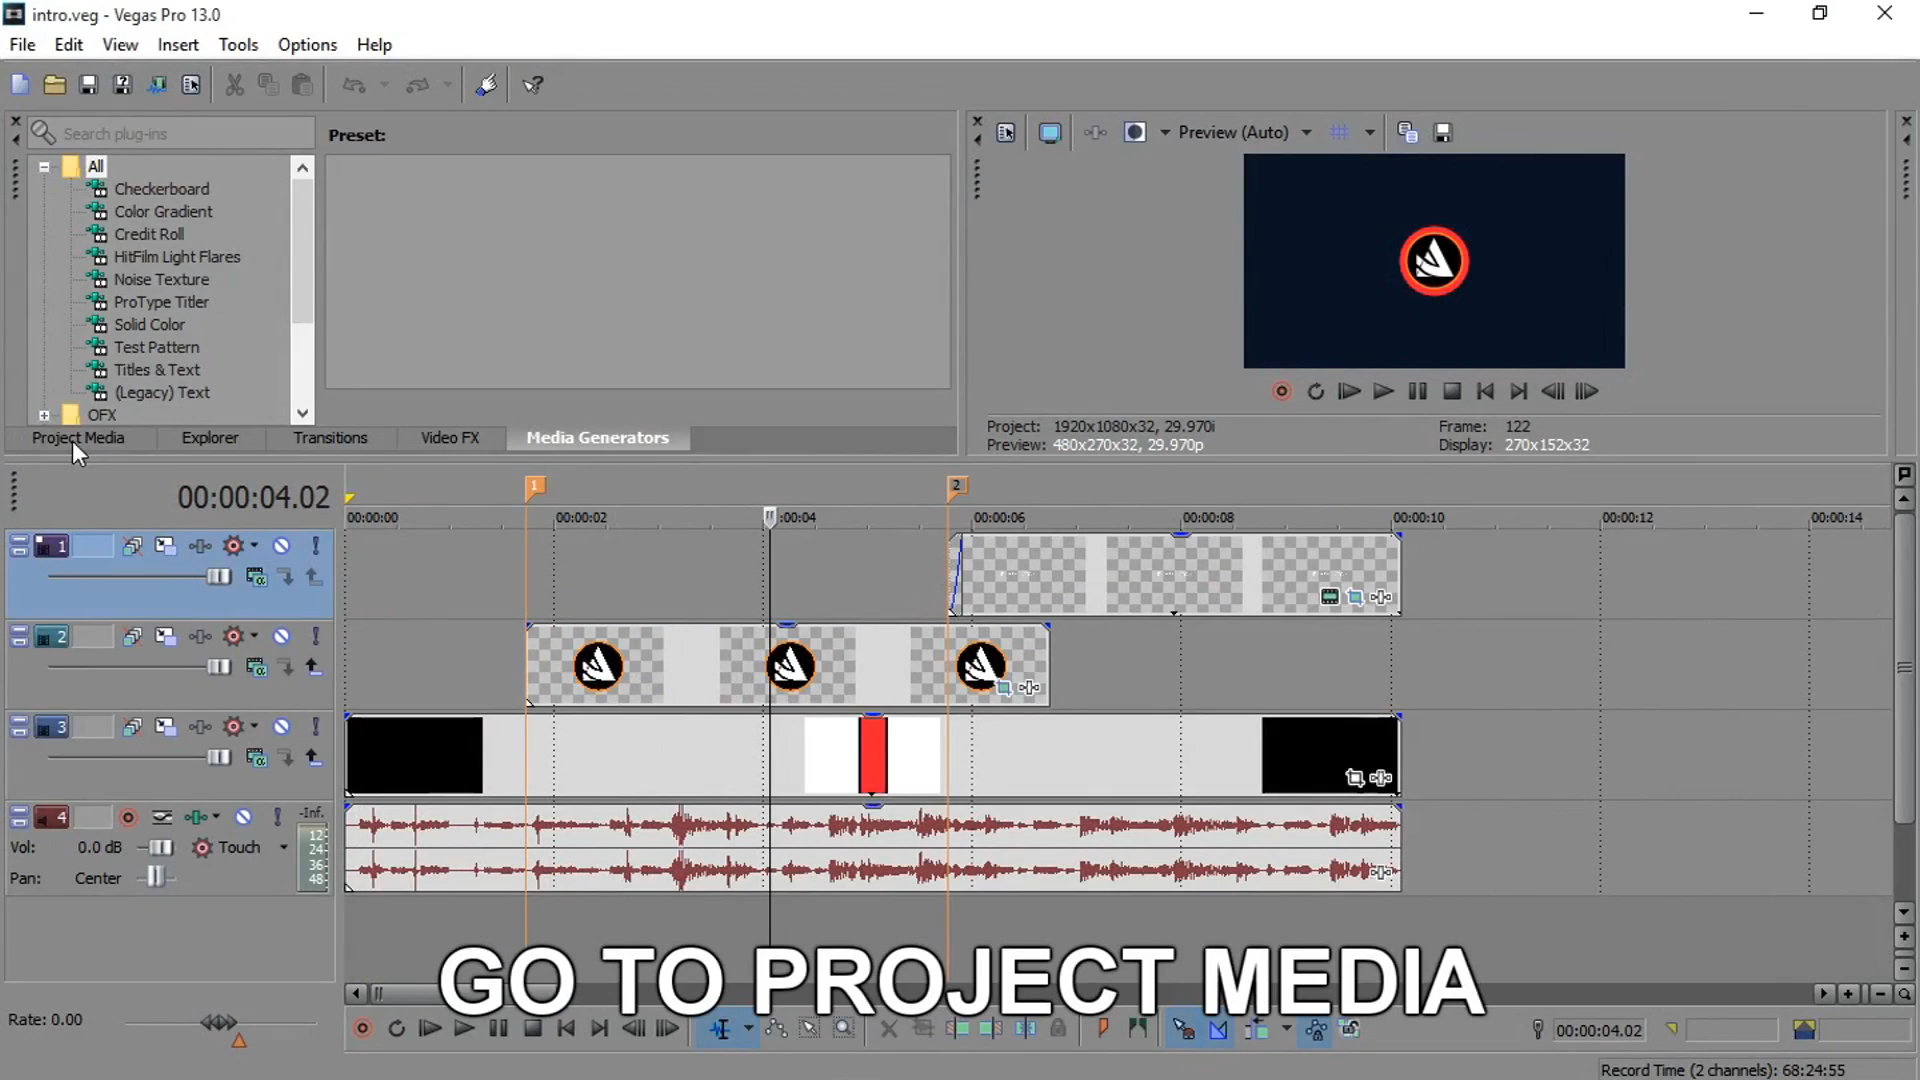 intro.veg - Vegas Pro 13.0
File Edit View Insert Tools Options Help
Search plug-ins
Preset:
Preview (Auto)
All
Checkerboard
Color Gradient
Credit Roll
HitFilm Light Flares
Noise Texture
ProType Titler
Solid Color
Test Pattern
Titles & Text
(Legacy) Text
OFX
Project Media Explorer Transitions Video FX Media Generators
Project: 1920x1080x32, 29.970i Frame: 122
Preview: 480x270x32, 29.970p Display: 270x152x32
00:00:04.02
1 2
00:00:00 00:00:02 :00:04 00:00:06 00:00:08 00:00:10 00:00:12 00:00:14
1
2
3
4
-Inf.
12
24
36
48
Vol: 0.0 dB Touch
Pan: Center
GO TO PROJECT MEDIA
Rate: 0.00
00:00:04.02
Record Time (2 channels): 68:24:55